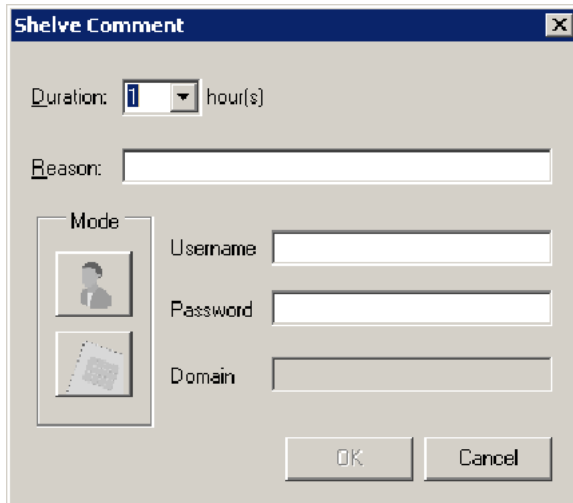 Shelve Comment
Duration: 1 hour(s)
Reason:
Mode
Username
Password
Domain
OK Cancel